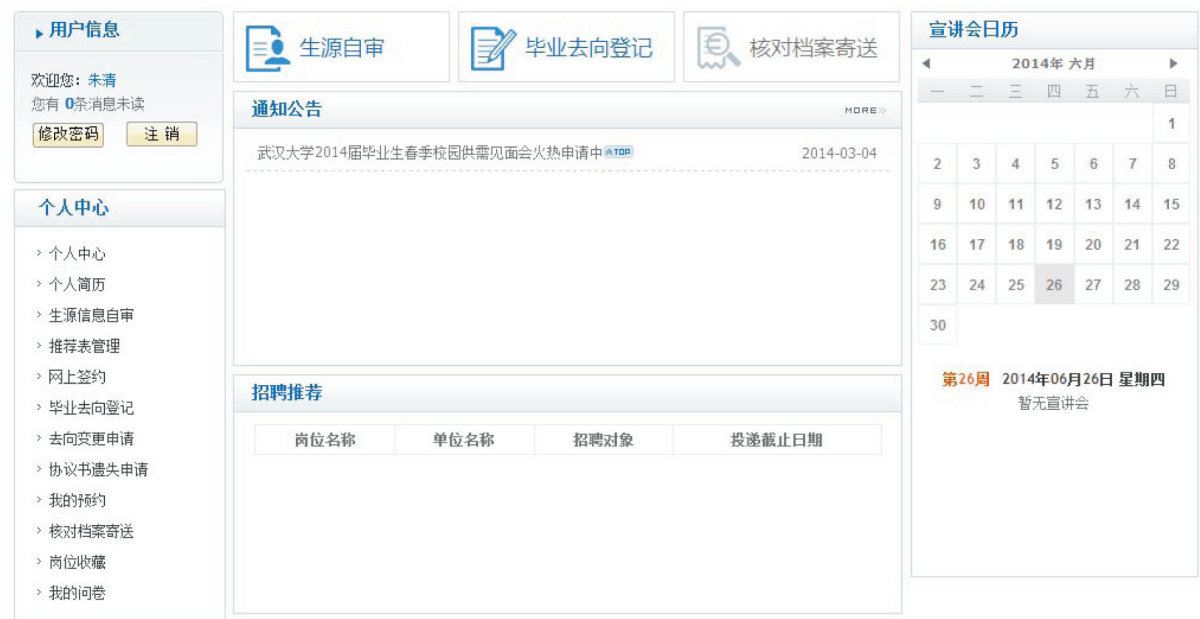 用户信息
欢迎您：朱清
您有 0条消息未读
修改密码 注 销
个人中心
个人中心
个人简历
生源信息自审
推荐表管理
网上签约
毕业去向登记
去向变更申请
协议书遗失申请
我的预约
核对档案寄送
岗位收藏
我的问卷
生源自审 毕业去向登记 核对档案寄送
通知公告 MORE
武汉大学2014届毕业生春季校园供需见面会火热申请中 TOP 2014-03-04
招聘推荐
岗位名称 单位名称 招聘对象 投递截止日期
宣讲会日历
2014年 六月
一 二 三 四 五 六 日
1
2 3 4 5 6 7 8
9 10 11 12 13 14 15
16 17 18 19 20 21 22
23 24 25 26 27 28 29
30
第26周 2014年06月26日 星期四
暂无宣讲会